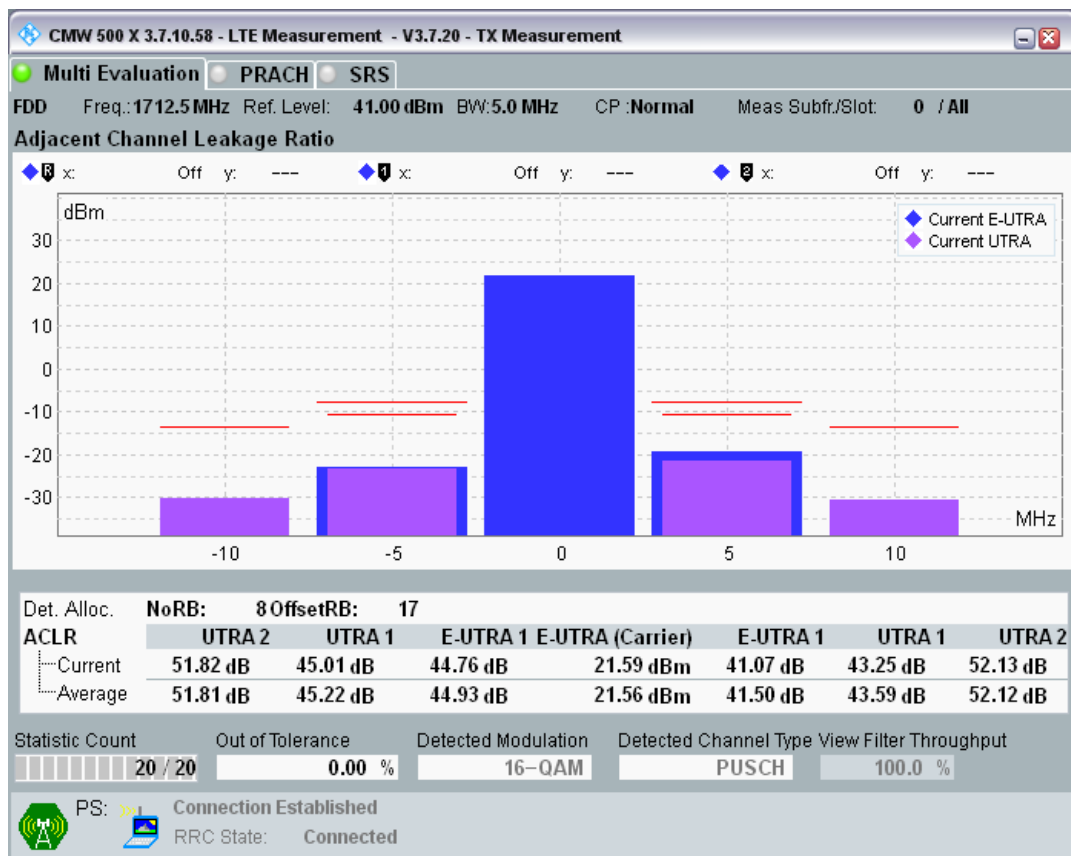 CMW 500 X 3.7.10.58 - LTE Measurement - V3.7.20 - TX Measurement
Multi Evaluation PRACH SRS
FDD Freq.:1712.5 MHz Ref. Level: 41.00 dBm BW:5.0 MHz CP :Normal Meas Subfr./Slot: 0 / All
Adjacent Channel Leakage Ratio
R x: Off y: --- 1 x: Off y: --- 2 x: Off y: ---
dBm
Current E-UTRA
Current UTRA
30
20
10
0
-10
-20
-30
MHz
-10 -5 0 5 10
Det. Alloc. NoRB: 8 OffsetRB: 17
ACLR UTRA 2 UTRA 1 E-UTRA 1 E-UTRA (Carrier) E-UTRA 1 UTRA 1 UTRA 2
Current 51.82 dB 45.01 dB 44.76 dB 21.59 dBm 41.07 dB 43.25 dB 52.13 dB
Average 51.81 dB 45.22 dB 44.93 dB 21.56 dBm 41.50 dB 43.59 dB 52.12 dB
Statistic Count Out of Tolerance Detected Modulation Detected Channel Type View Filter Throughput
20 / 20 0.00 % 16-QAM PUSCH 100.0 %
PS: Connection Established
RRC State: Connected